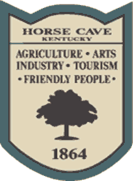 HORSE CAVE
KENTUCKY
AGRICULTURE • ARTS
INDUSTRY • TOURISM
• FRIENDLY PEOPLE •
1864